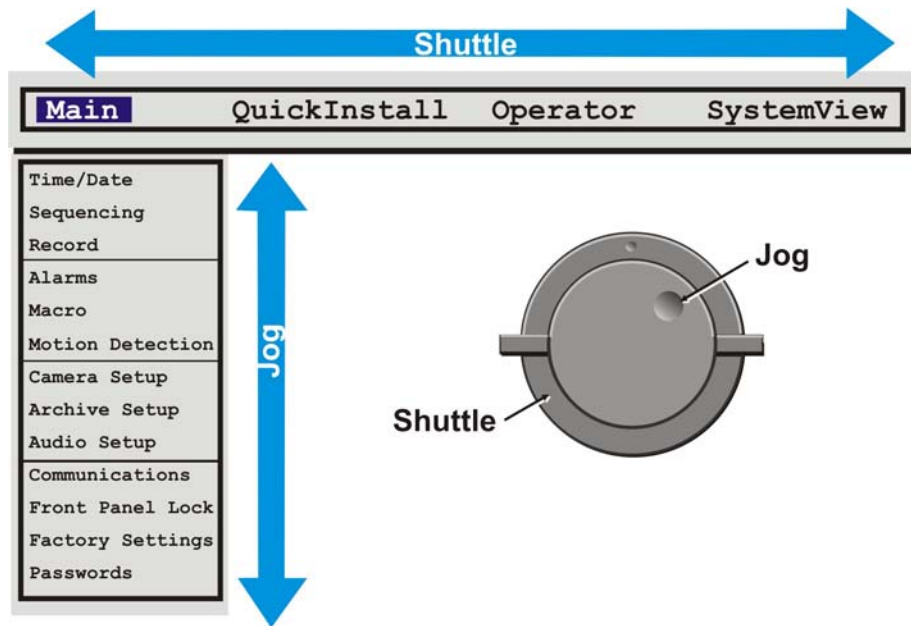 Shuttle
Main QuickInstall Operator SystemView
Time/Date
Sequencing
Record
Alarms
Macro
Motion Detection
Camera Setup
Archive Setup
Audio Setup
Communications
Front Panel Lock
Factory Settings
Passwords
Jog
Jog
Shuttle